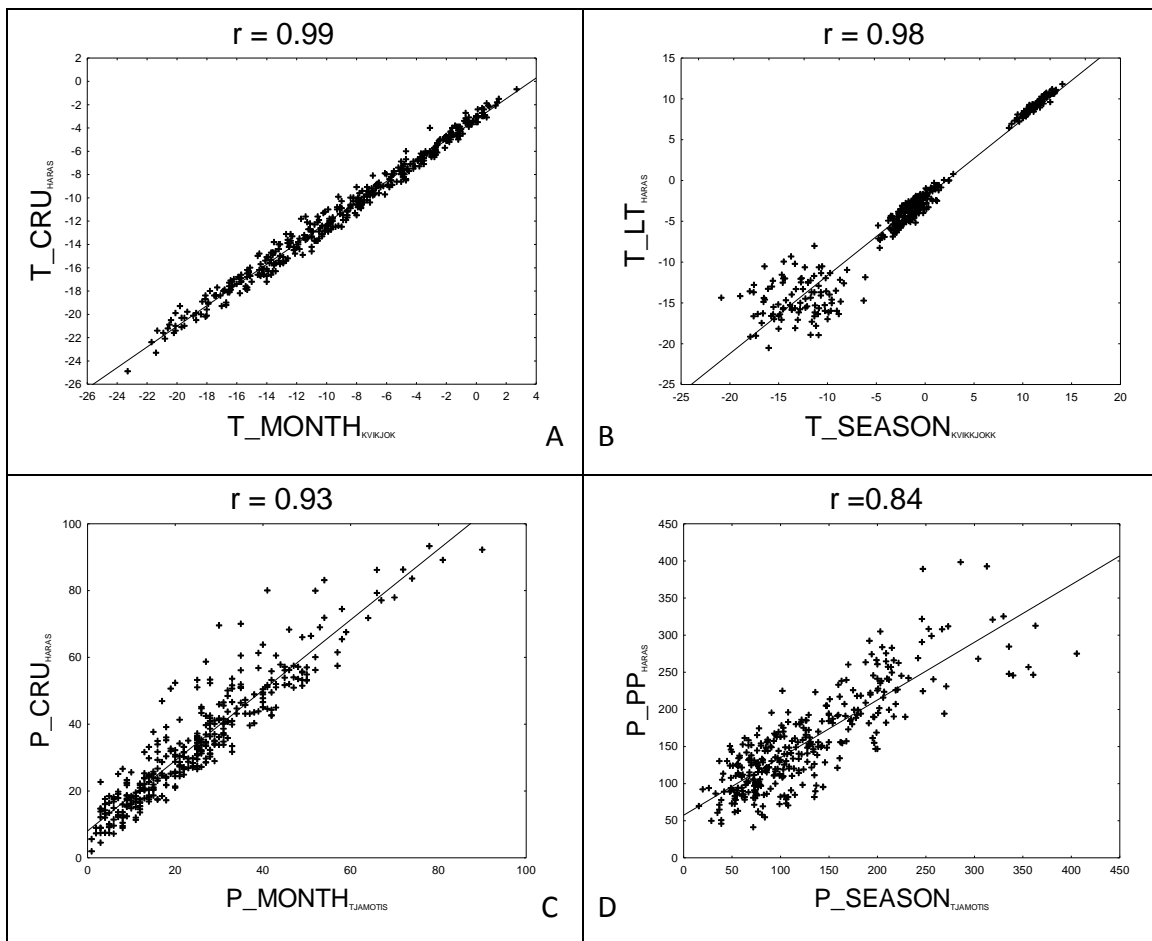 r = 0.99
2
0
-2
-4
-6
-8
-10
-12
-14
-16
-18
-20
-22
-24
-26
T_CRU HARAS
-26 -24 -22 -20 -18 -16 -14 -12 -10 -8 -6 -4 -2 0 2 4
T_MONTH KVIKJOK
A
r = 0.98
15
10
5
0
-5
-10
-15
-20
-25
T_LT HARAS
-25 -20 -15 -10 -5 0 5 10 15 20
T_SEASON KVIKKJOKK
B
r = 0.93
100
80
60
40
20
0
P_CRU HARAS
0 20 40 60 80 100
P_MONTH TJAMOTIS
C
r =0.84
450
400
350
300
250
200
150
100
50
0
P_PP HARAS
0 50 100 150 200 250 300 350 400 450
P_SEASON TJAMOTIS
D